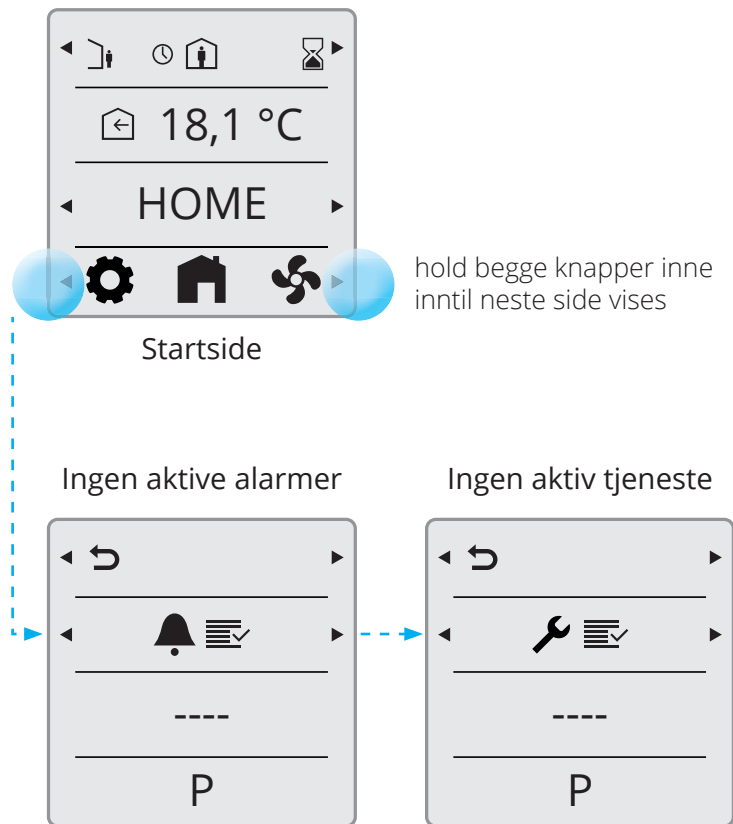 18,1 °C
HOME
hold begge knapper inne
inntil neste side vises
Startside
Ingen aktive alarmer
----
P
Ingen aktiv tjeneste
----
P